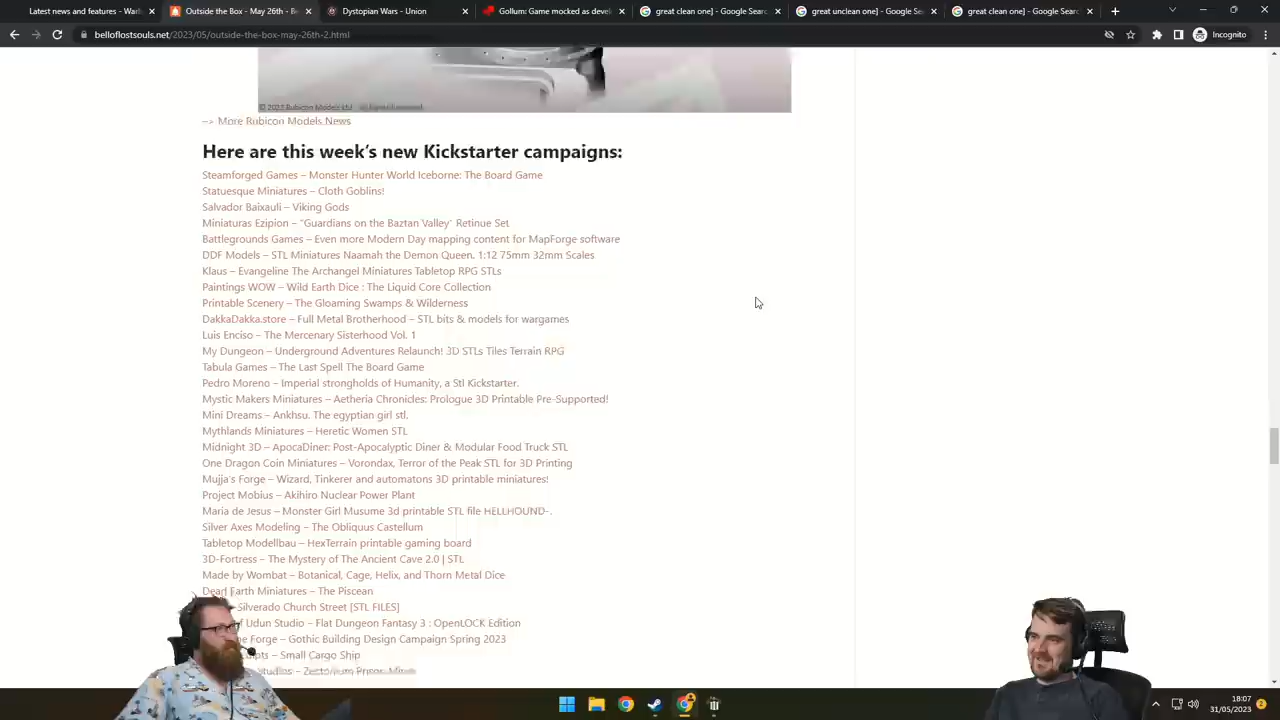 Latest news and features - War
Outside the Box - May 26th - Bel
Dystopian Wars - Union
Gollum: Game mocked as devel
great clean one] - Google Searc
great unclean one] - Google Se
great clean one] - Google Searc
belloflostsouls.net/2023/05/outside-the-box-may-26th-2.html
Incognito
© 2023 Rubicon Models Ltd
--> More Rubicon Models News
Here are this week's new Kickstarter campaigns:
Steamforged Games – Monster Hunter World Iceborne: The Board Game
Statuesque Miniatures – Cloth Goblins!
Salvador Baixauli – Viking Gods
Miniaturas Ezipion – "Guardians on the Baztan Valley" Retinue Set
Battlegrounds Games – Even more Modern Day mapping content for MapForge software
DDF Models – STL Miniatures Naamah the Demon Queen. 1:12 75mm 32mm Scales
Klaus – Evangeline The Archangel Miniatures Tabletop RPG STLs
Paintings WOW – Wild Earth Dice : The Liquid Core Collection
Printable Scenery – The Gloaming Swamps & Wilderness
DakkaDakka.store – Full Metal Brotherhood – STL bits & models for wargames
Luis Enciso – The Mercenary Sisterhood Vol. 1
My Dungeon – Underground Adventures Relaunch! 3D STLs Tiles Terrain RPG
Tabula Games – The Last Spell The Board Game
Pedro Moreno – Imperial strongholds of Humanity, a Stl Kickstarter.
Mystic Makers Miniatures – Aetheria Chronicles: Prologue 3D Printable Pre-Supported!
Mini Dreams – Ankhsu. The egyptian girl stl.
Mythlands Miniatures – Heretic Women STL
Midnight 3D – ApocaDiner: Post-Apocalyptic Diner & Modular Food Truck STL
One Dragon Coin Miniatures – Vorondax, Terror of the Peak STL for 3D Printing
Mujja's Forge – Wizard, Tinkerer and automatons 3D printable miniatures!
Project Mobius – Akihiro Nuclear Power Plant
Maria de Jesus – Monster Girl Musume 3d printable STL file HELLHOUND-.
Silver Axes Modeling – The Obliquus Castellum
Tabletop Modellbau – HexTerrain printable gaming board
3D-Fortress – The Mystery of The Ancient Cave 2.0 | STL
Made by Wombat – Botanical, Cage, Helix, and Thorn Metal Dice
Dead Earth Miniatures – The Piscean
Silverado Church Street [STL FILES]
of Udun Studio – Flat Dungeon Fantasy 3 : OpenLOCK Edition
Forge – Gothic Building Design Campaign Spring 2023
– Small Cargo Ship
18:07
31/05/2023